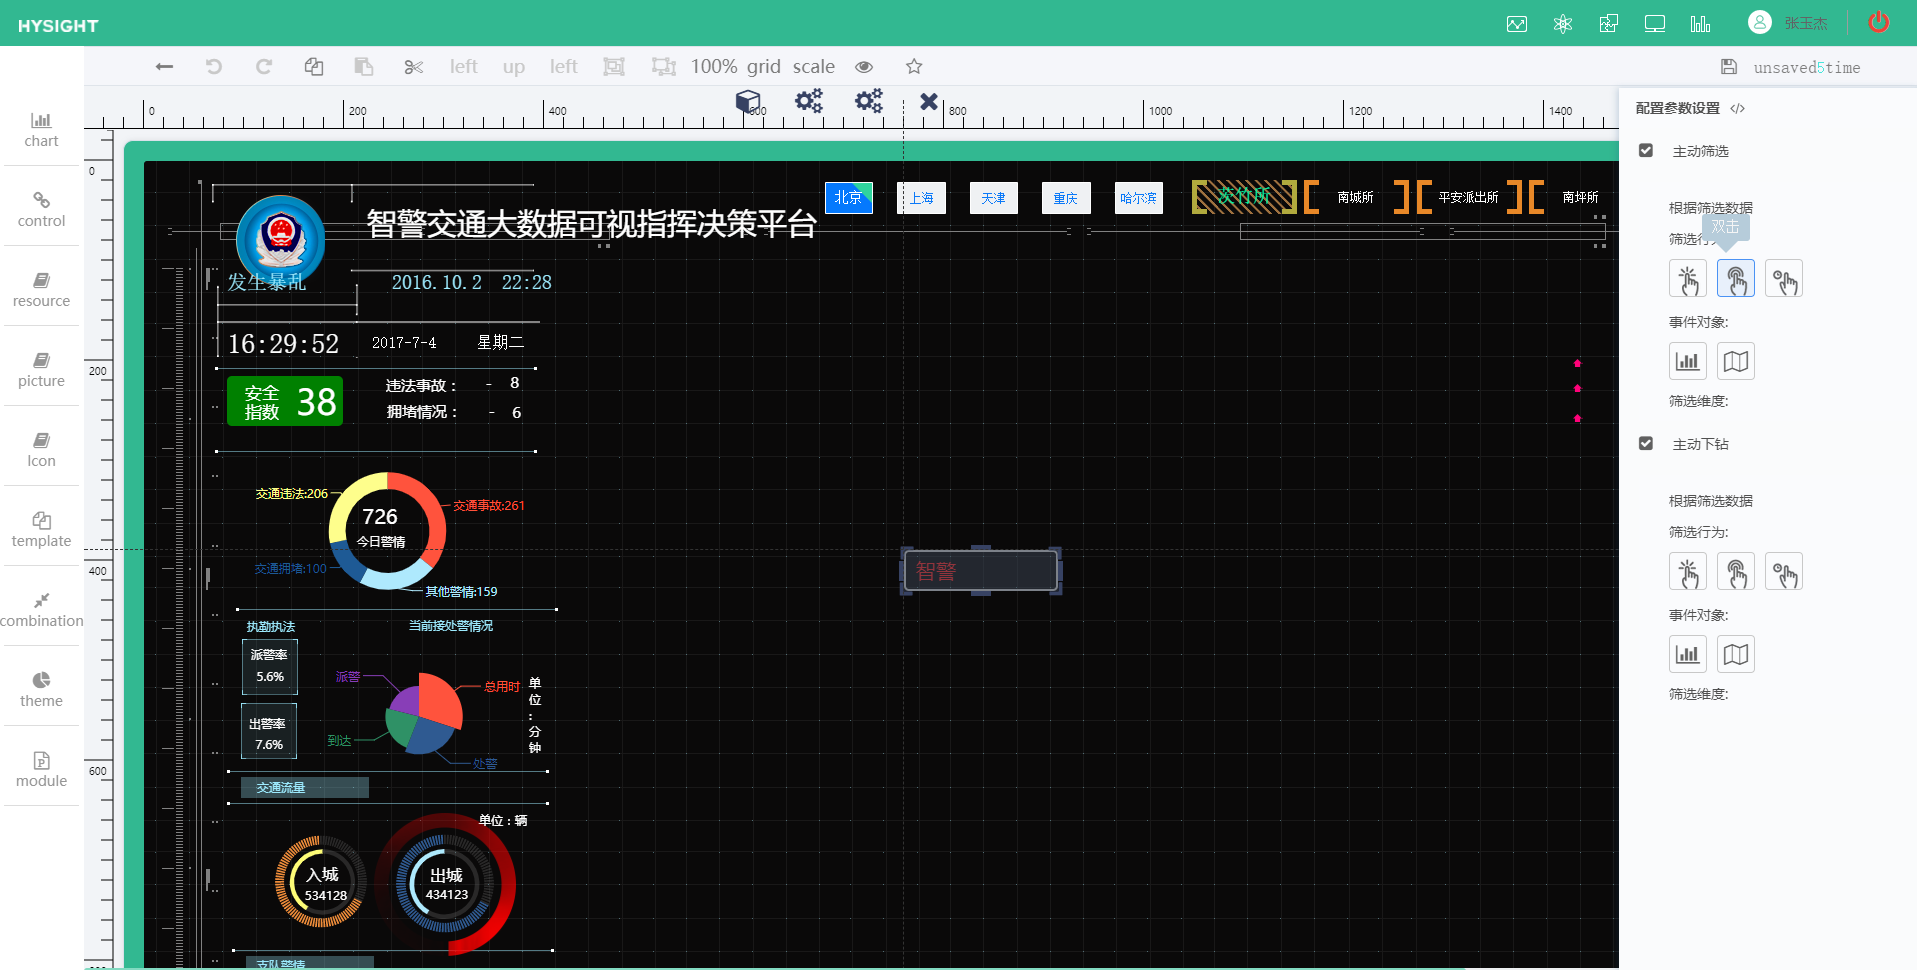 HYSIGHT
张玉杰
left up left 100% grid scale
unsaved5time
0 200 400 600 800 1000 1200 1400
配置参数设置
chart
control
resource
picture
Icon
template
combination
theme
module
0
200
400
600
智警交通大数据可视指挥决策平台
北京 上海 天津 重庆 哈尔滨 茨竹所 南城所 平安派出所 南坪所
发生暴乱 2016.10.2 22:28
16:29:52 2017-7-4 星期二
安全
指数
38
违法事故： - 8
拥堵情况： - 6
交通违法:206
交通事故:261
726
今日警情
交通拥堵:100
其他警情:159
执勤执法 当前接处警情况
派警率
5.6%
出警率
7.6%
派警
总用时
到达
处警
单位：分钟
交通流量
单位：辆
入城
534128
出城
434123
支队警情
智警
主动筛选
根据筛选数据
双击
筛选行为
事件对象:
筛选维度:
主动下钻
根据筛选数据
筛选行为:
事件对象:
筛选维度: